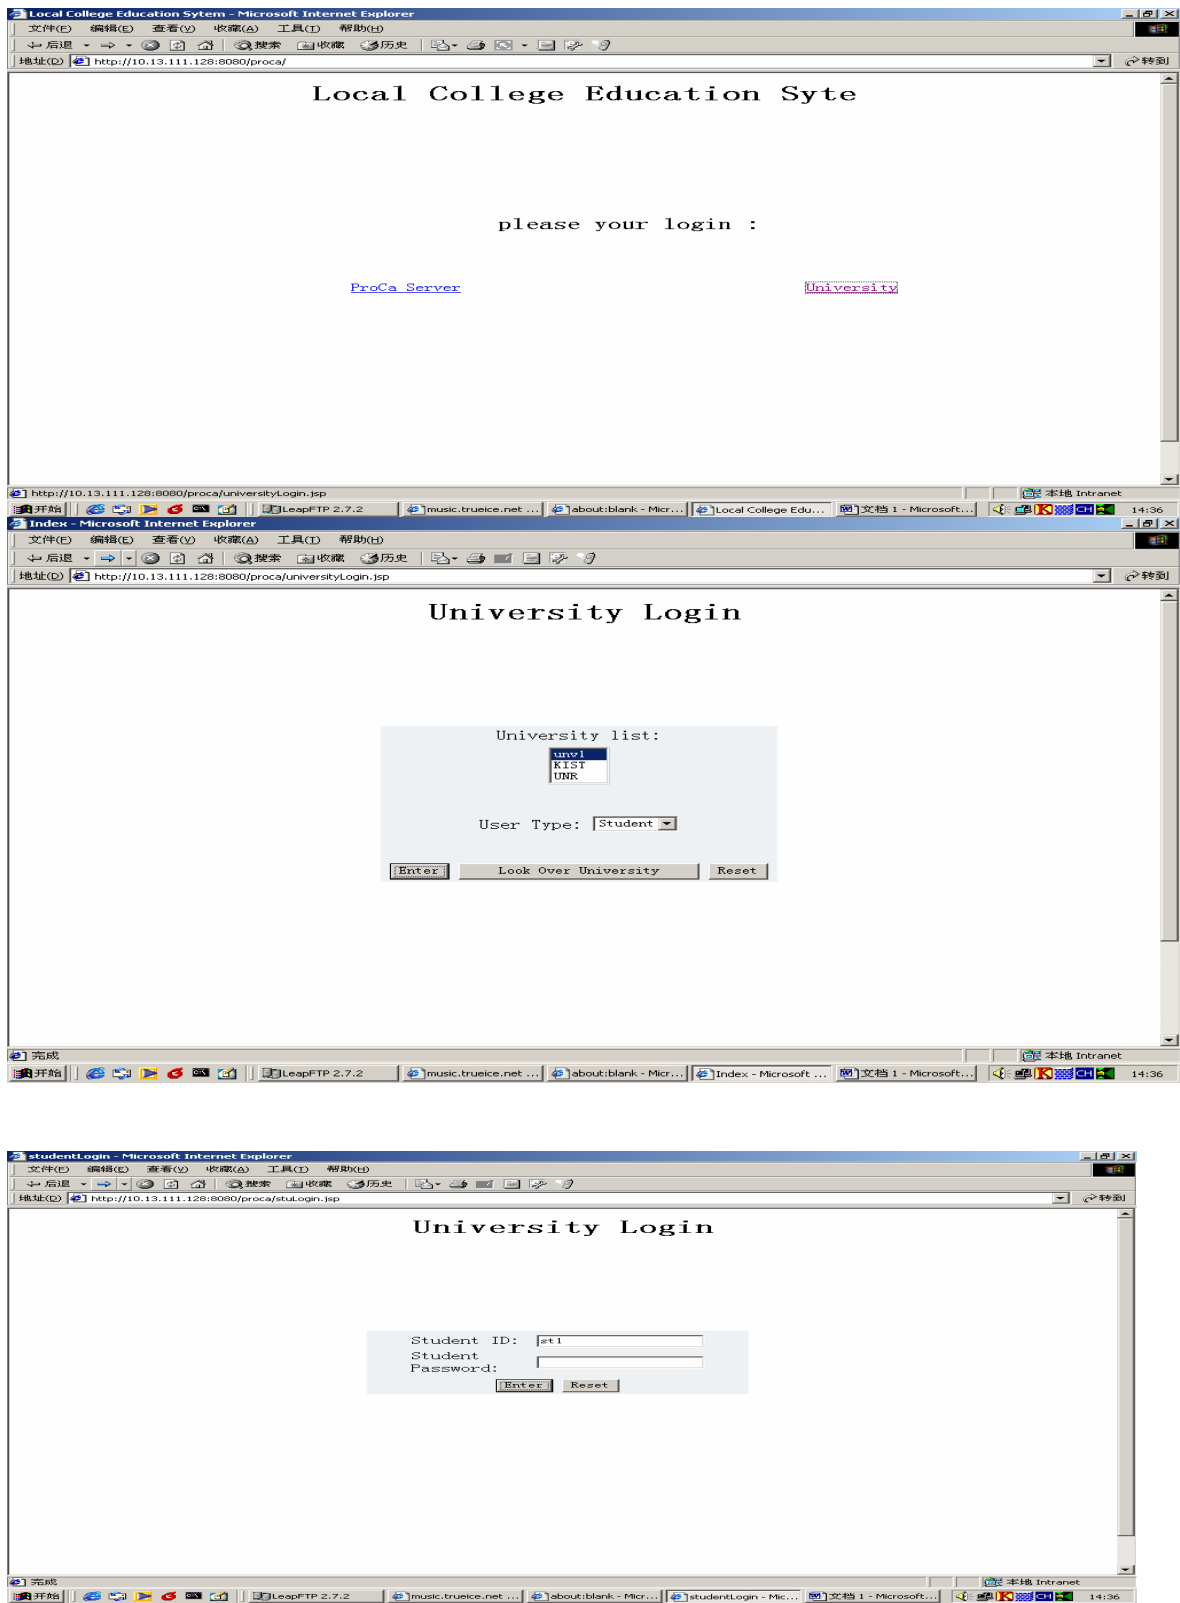 Local College Education Sytem - Microsoft Internet Explorer
文件(F) 编辑(E) 查看(V) 收藏(A) 工具(T) 帮助(H)
后退 搜索 收藏 历史
地址(D) http://10.13.111.128:8080/proca/ 转到
Local College Education Syte
please your login :
ProCa Server University
http://10.13.111.128:8080/proca/universityLogin.jsp 本地 Intranet
开始 LeapFTP 2.7.2 music.trueice.net ... about:blank - Micr... Local College Edu... 文档 1 - Microsoft... CH 14:36
Index - Microsoft Internet Explorer
文件(F) 编辑(E) 查看(V) 收藏(A) 工具(T) 帮助(H)
后退 搜索 收藏 历史
地址(D) http://10.13.111.128:8080/proca/universityLogin.jsp 转到
University Login
University list:
unv1
KIST
UNR
User Type: Student
Enter Look Over University Reset
完成 本地 Intranet
开始 LeapFTP 2.7.2 music.trueice.net ... about:blank - Micr... Index - Microsoft ... 文档 1 - Microsoft... CH 14:36
studentLogin - Microsoft Internet Explorer
文件(F) 编辑(E) 查看(V) 收藏(A) 工具(T) 帮助(H)
后退 搜索 收藏 历史
地址(D) http://10.13.111.128:8080/proca/stuLogin.jsp 转到
University Login
Student ID: st1
Student
Password:
Enter Reset
完成 本地 Intranet
开始 LeapFTP 2.7.2 music.trueice.net ... about:blank - Micr... studentLogin - Mic... 文档 1 - Microsoft... CH 14:36